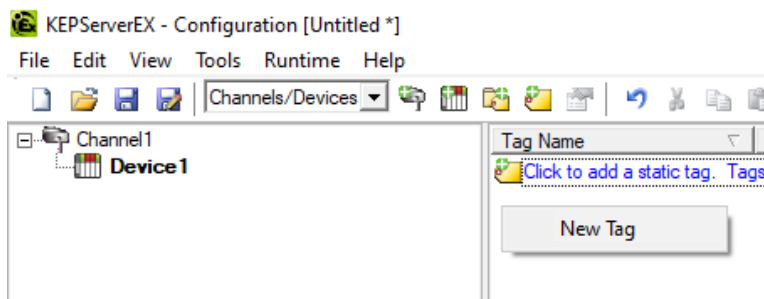 KEPServerEX - Configuration [Untitled *]
File Edit View Tools Runtime Help
Channels/Devices
Channel1
Device1
Tag Name
Click to add a static tag. Tags
New Tag